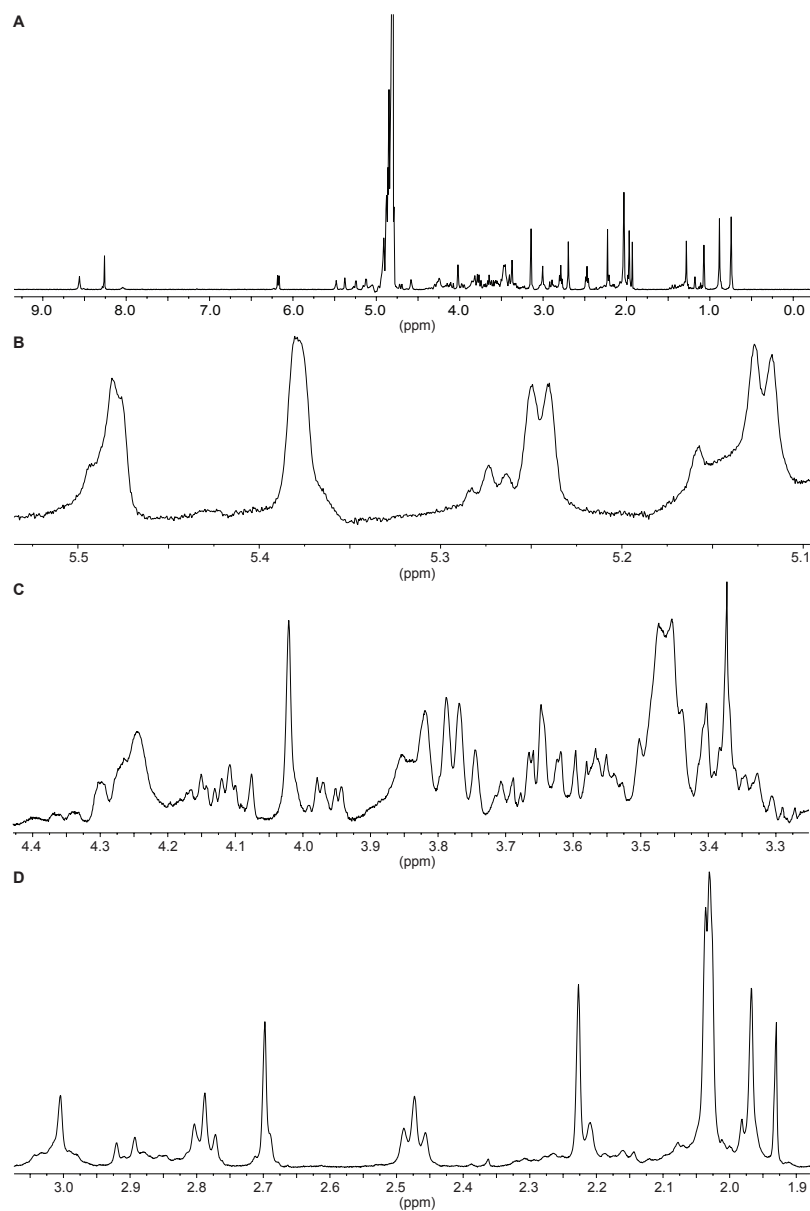 A
9.0 8.0 7.0 6.0 5.0 4.0 3.0 2.0 1.0 0.0
(ppm)
B
5.5 5.4 5.3 5.2 5.1
(ppm)
C
4.4 4.3 4.2 4.1 4.0 3.9 3.8 3.7 3.6 3.5 3.4 3.3
(ppm)
D
3.0 2.9 2.8 2.7 2.6 2.5 2.4 2.3 2.2 2.1 2.0 1.9
(ppm)